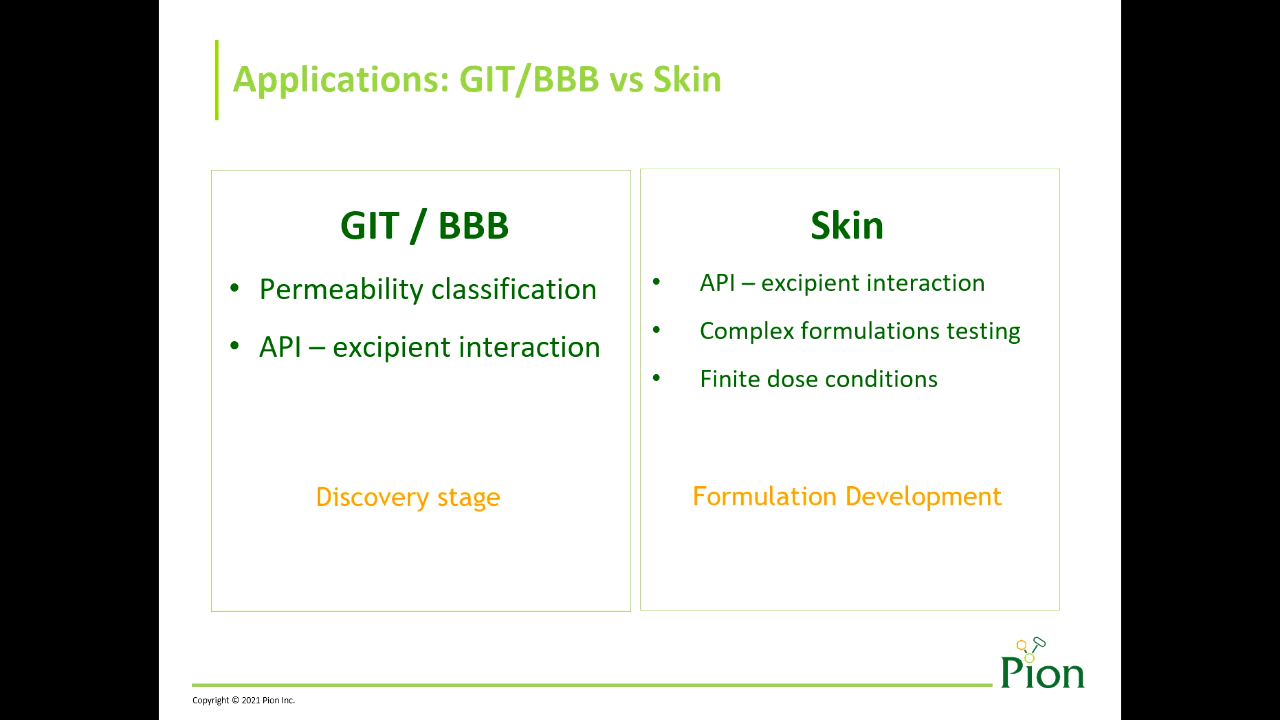 Applications: GIT/BBB vs Skin
GIT / BBB
• Permeability classification
• API – excipient interaction
Discovery stage
Skin
• API – excipient interaction
• Complex formulations testing
• Finite dose conditions
Formulation Development
Pion
Copyright © 2021 Pion Inc.